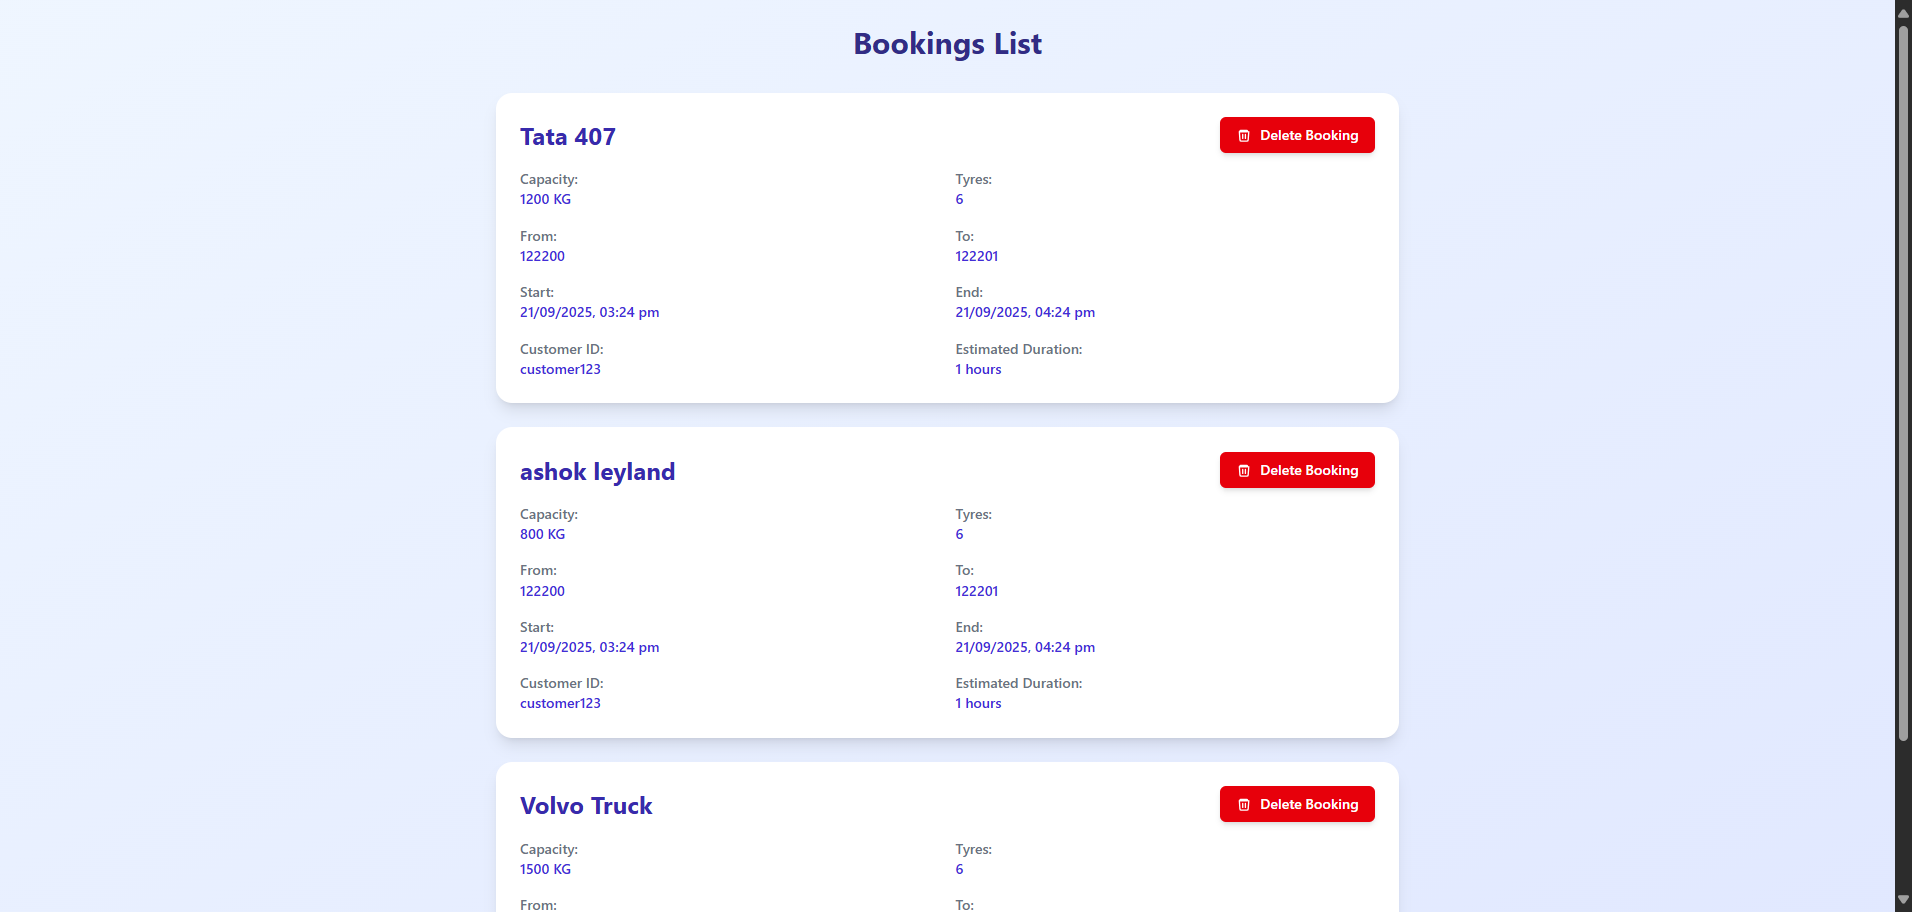 Bookings List
Tata 407
Delete Booking
Capacity:
Tyres:
1200 KG
6
From:
To:
122200
122201
Start:
End:
21/09/2025, 03:24 pm
21/09/2025, 04:24 pm
Customer ID:
Estimated Duration:
customer123
1 hours
ashok leyland
Delete Booking
Capacity:
Tyres:
800 KG
6
From:
To:
122200
122201
Start:
End:
21/09/2025, 03:24 pm
21/09/2025, 04:24 pm
Customer ID:
Estimated Duration:
customer123
1 hours
Volvo Truck
Delete Booking
Capacity:
Tyres:
1500 KG
6
From:
To: